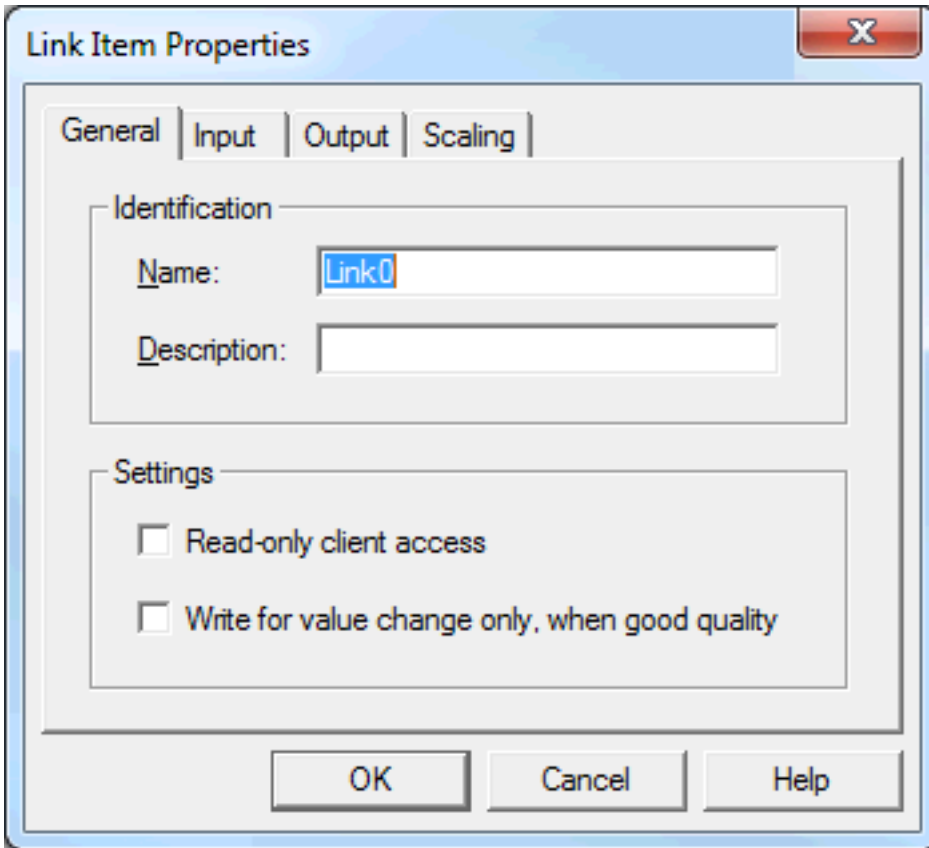 Link Item Properties
General Input Output Scaling
Identification
Name: Link0
Description:
Settings
Read-only client access
Write for value change only, when good quality
OK Cancel Help